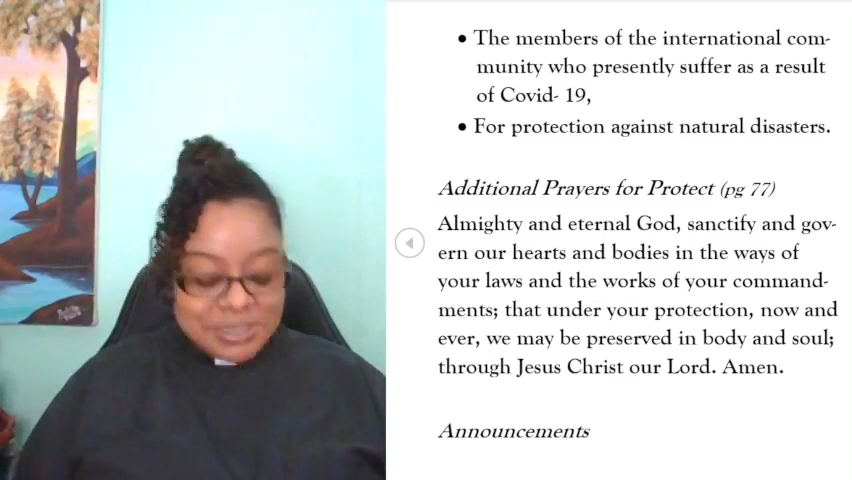 • The members of the international com-
munity who presently suffer as a result
of Covid- 19,
• For protection against natural disasters.
Additional Prayers for Protect (pg 77)
Almighty and eternal God, sanctify and gov-
ern our hearts and bodies in the ways of
your laws and the works of your command-
ments; that under your protection, now and
ever, we may be preserved in body and soul;
through Jesus Christ our Lord. Amen.
Announcements